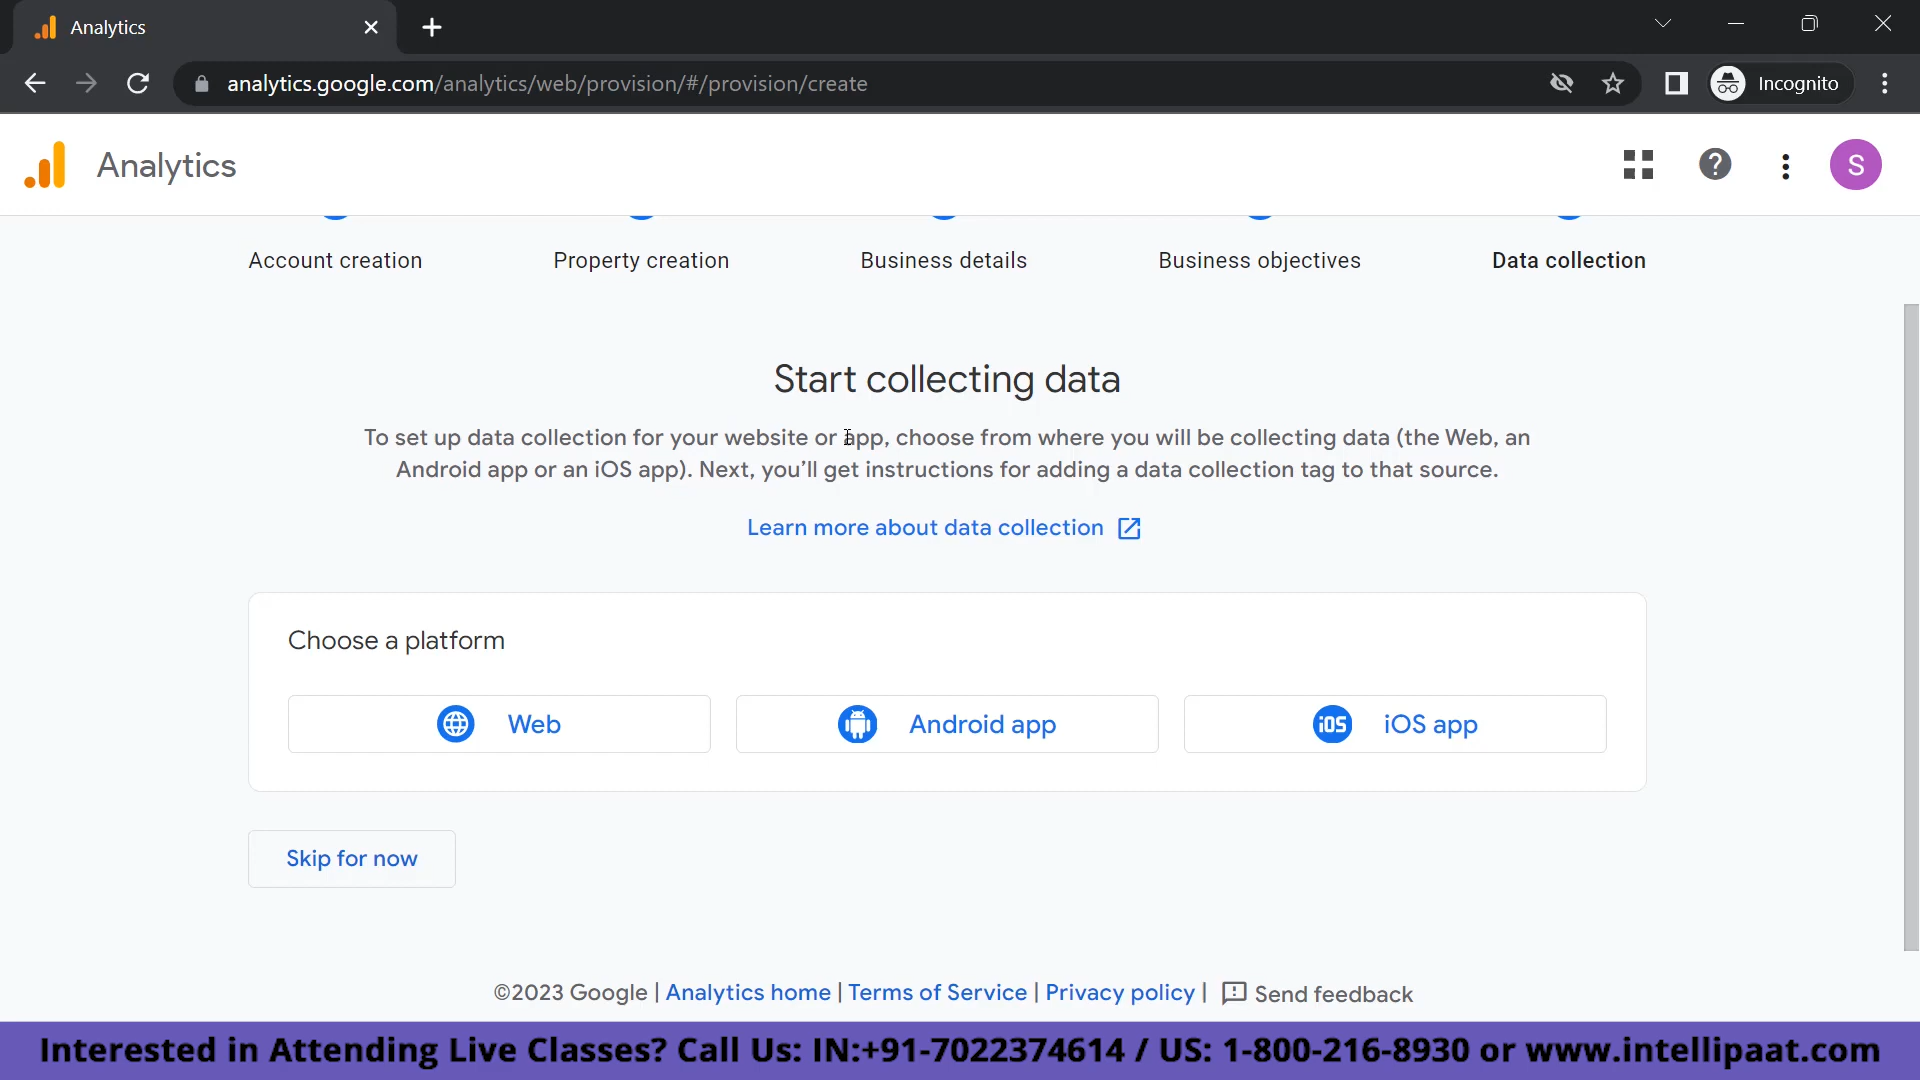 Analytics
analytics.google.com/analytics/web/provision/#/provision/create
Incognito
Analytics
S
Account creation
Property creation
Business details
Business objectives
Data collection
Start collecting data
To set up data collection for your website or app, choose from where you will be collecting data (the Web, an
Android app or an iOS app). Next, you’ll get instructions for adding a data collection tag to that source.
Learn more about data collection
Choose a platform
Web
Android app
iOS
iOS app
Skip for now
©2023 Google | Analytics home | Terms of Service | Privacy policy | Send feedback
Interested in Attending Live Classes? Call Us: IN:+91-7022374614 / US: 1-800-216-8930 or www.intellipaat.com